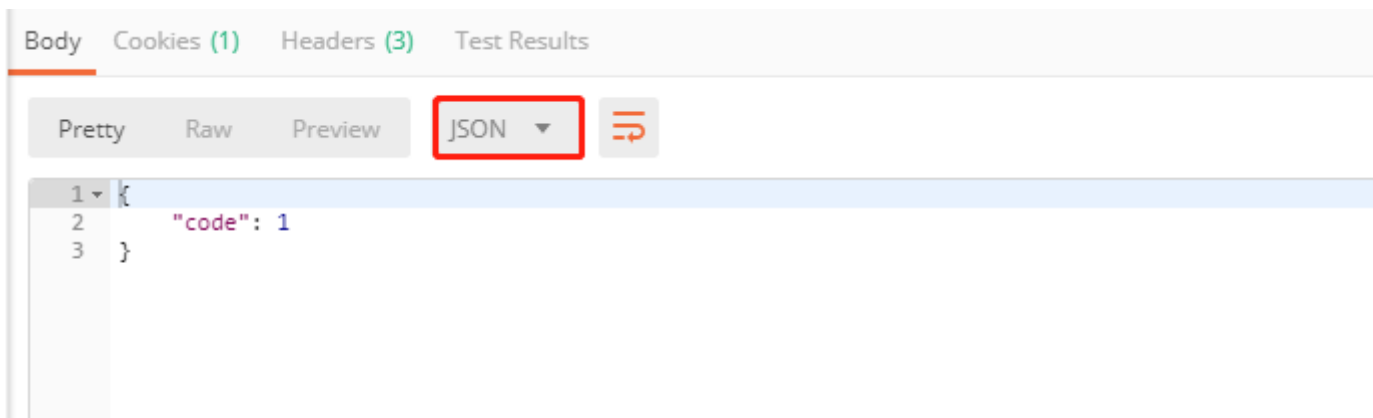 Body Cookies (1) Headers (3) Test Results
Pretty Raw Preview JSON
1 {
2 "code": 1
3 }